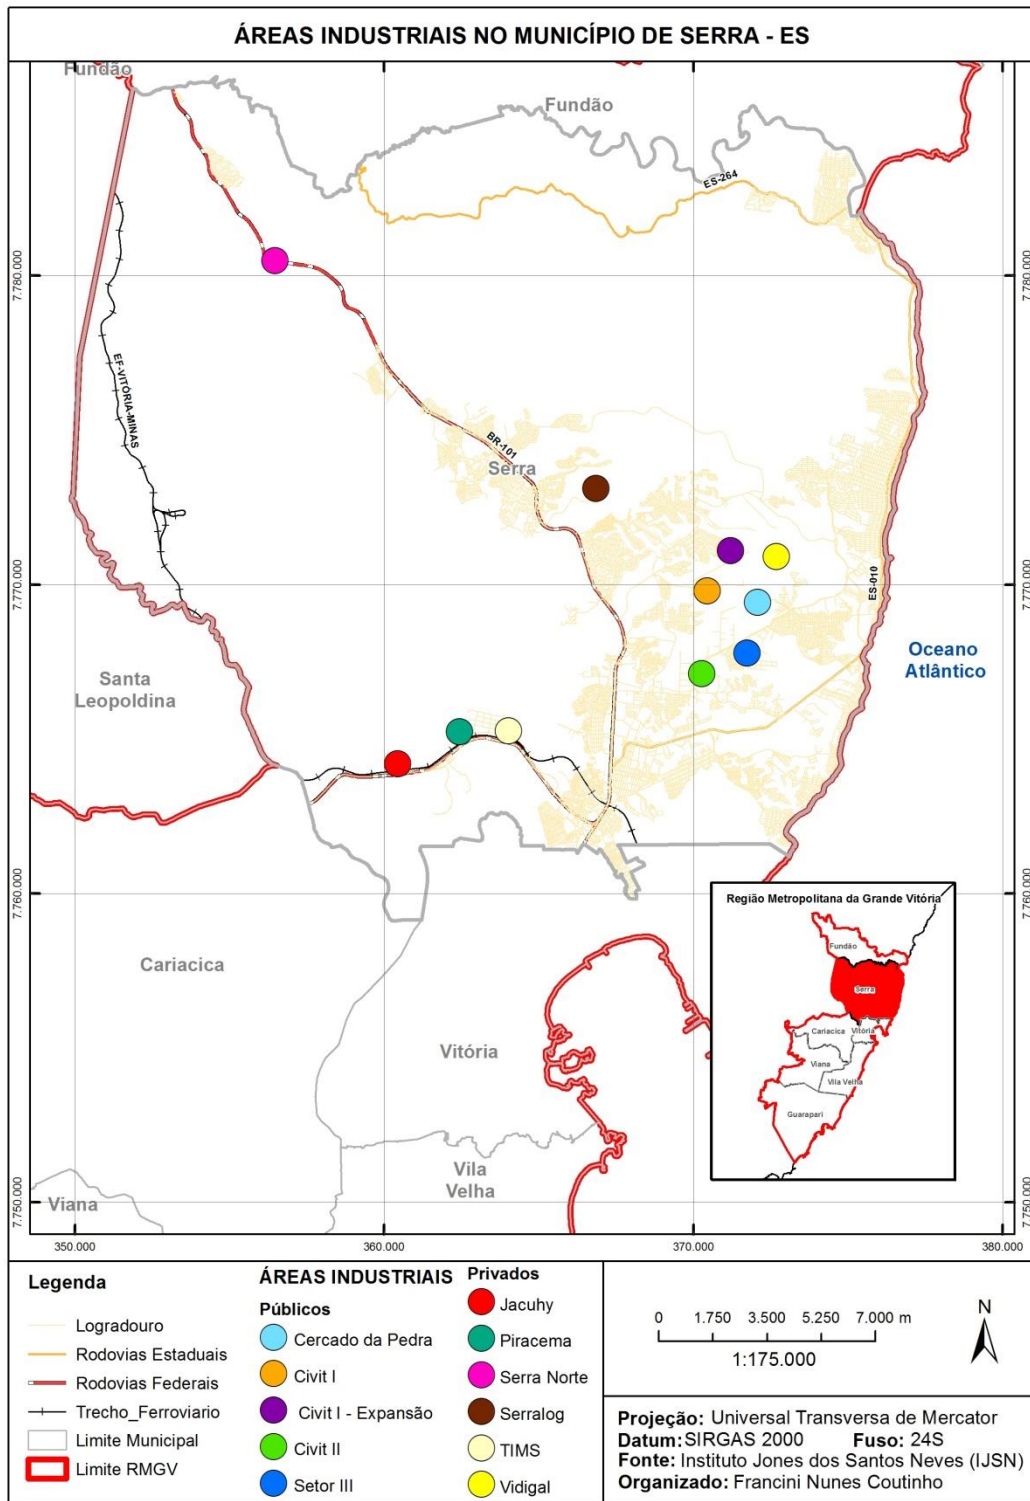 ÁREAS INDUSTRIAIS NO MUNICÍPIO DE SERRA - ES
Fundão
Fundão
ES-264
7.780.000
7.780.000
EF-VITÓRIA-MINAS
BR-101
Serra
7.770.000
7.770.000
ES-010
Oceano
Atlântico
Santa
Leopoldina
7.760.000
7.760.000
Cariacica
Vitória
Vila
Velha
Viana
7.750.000
7.750.000
Região Metropolitana da Grande Vitória
Fundão
Serra
Cariacica
Vitória
Viana
Vila Velha
Guarapari
350.000
360.000
370.000
380.000
Legenda
Logradouro
Rodovias Estaduais
Rodovias Federais
Trecho_Ferroviario
Limite Municipal
Limite RMGV
ÁREAS INDUSTRIAIS
Públicos
Cercado da Pedra
Civit I
Civit I - Expansão
Civit II
Setor III
Privados
Jacuhy
Piracema
Serra Norte
Serralog
TIMS
Vidigal
0 1.750 3.500 5.250 7.000 m
1:175.000
N
Projeção: Universal Transversa de Mercator
Datum:SIRGAS 2000 Fuso: 24S
Fonte: Instituto Jones dos Santos Neves (IJSN)
Organizado: Francini Nunes Coutinho